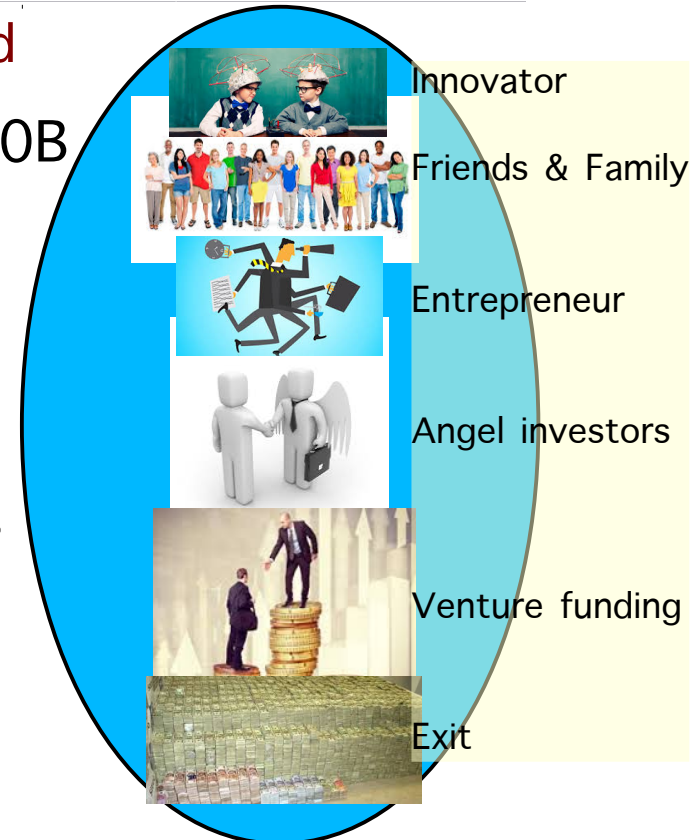 d
Innovator
0B
Friends & Family
Entrepreneur
Angel investors
Venture funding
Exit